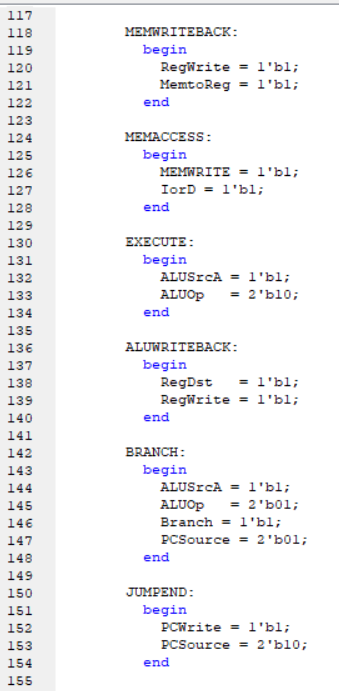 117
118 MEMWRITEBACK:
119 begin
120 RegWrite = 1'b1;
121 MemtoReg = 1'b1;
122 end
123
124 MEMACCESS:
125 begin
126 MEMWRITE = 1'b1;
127 IorD = 1'b1;
128 end
129
130 EXECUTE:
131 begin
132 ALUSrcA = 1'b1;
133 ALUOp   = 2'b10;
134 end
135
136 ALUWRITEBACK:
137 begin
138 RegDst   = 1'b1;
139 RegWrite = 1'b1;
140 end
141
142 BRANCH:
143 begin
144 ALUSrcA = 1'b1;
145 ALUOp   = 2'b01;
146 Branch = 1'b1;
147 PCSource = 2'b01;
148 end
149
150 JUMPEND:
151 begin
152 PCWrite = 1'b1;
153 PCSource = 2'b10;
154 end
155